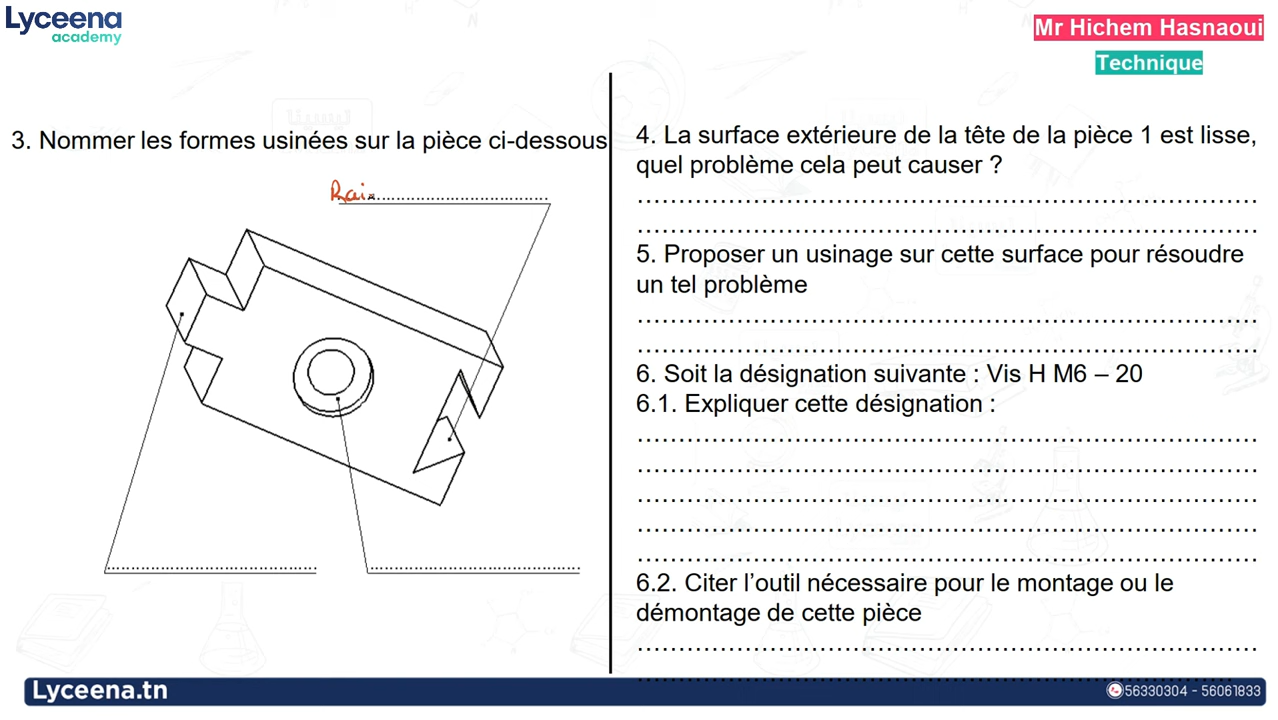 Lyceena
academy
Mr Hichem Hasnaoui
Technique
3. Nommer les formes usinées sur la pièce ci-dessous
Rai
4. La surface extérieure de la tête de la pièce 1 est lisse,
quel problème cela peut causer ?
5. Proposer un usinage sur cette surface pour résoudre
un tel problème
6. Soit la désignation suivante : Vis H M6 – 20
6.1. Expliquer cette désignation :
6.2. Citer l’outil nécessaire pour le montage ou le
démontage de cette pièce
Lyceena.tn
56330304 - 56061833